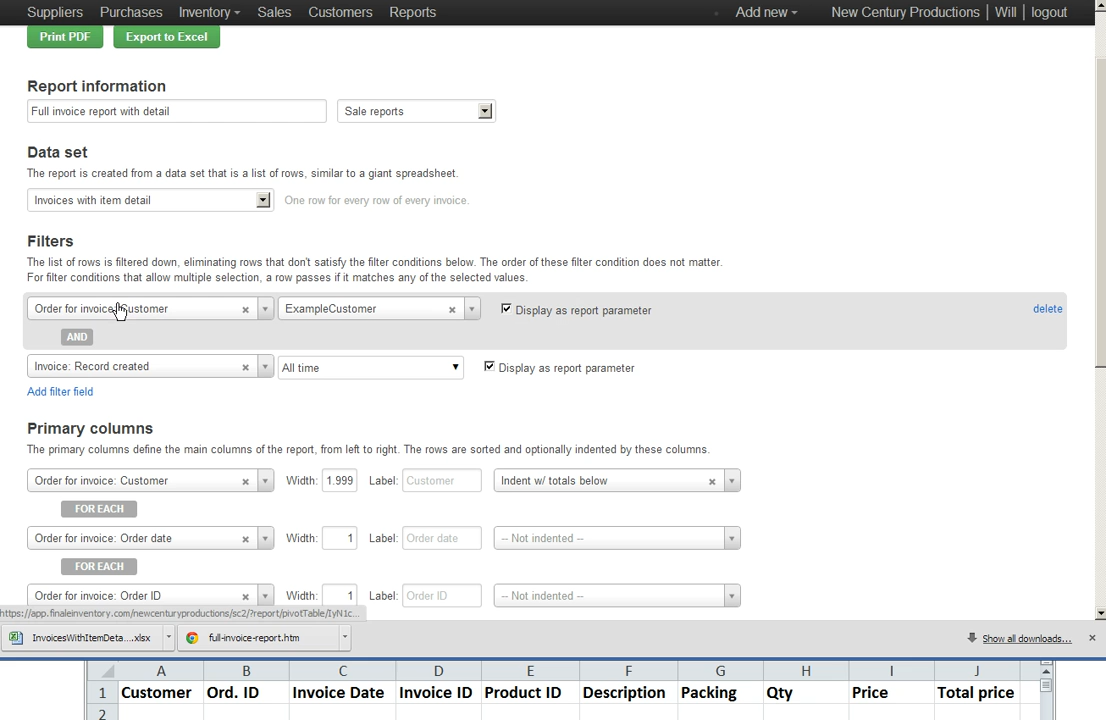 Suppliers Purchases Inventory Sales Customers Reports Add new New Century Productions | Will | logout
Print PDF Export to Excel
Report information
Full invoice report with detail Sale reports
Data set
The report is created from a data set that is a list of rows, similar to a giant spreadsheet.
Invoices with item detail One row for every row of every invoice.
Filters
The list of rows is filtered down, eliminating rows that don't satisfy the filter conditions below. The order of these filter condition does not matter.
For filter conditions that allow multiple selection, a row passes if it matches any of the selected values.
Order for invoice: Customer × ExampleCustomer × Display as report parameter delete
AND
Invoice: Record created × All time Display as report parameter
Add filter field
Primary columns
The primary columns define the main columns of the report, from left to right. The rows are sorted and optionally indented by these columns.
Order for invoice: Customer × Width: 1.999 Label: Customer Indent w/ totals below ×
FOR EACH
Order for invoice: Order date × Width: 1 Label: Order date -- Not indented --
FOR EACH
Order for invoice: Order ID × Width: 1 Label: Order ID -- Not indented --
https://app.finaleinventory.com/newcenturyproductions/sc2/?report/pivotTable/IyN1c...
InvoicesWithItemDeta....xlsx full-invoice-report.htm Show all downloads... ×
A B C D E F G H I J
1 Customer Ord. ID Invoice Date Invoice ID Product ID Description Packing Qty Price Total price
2